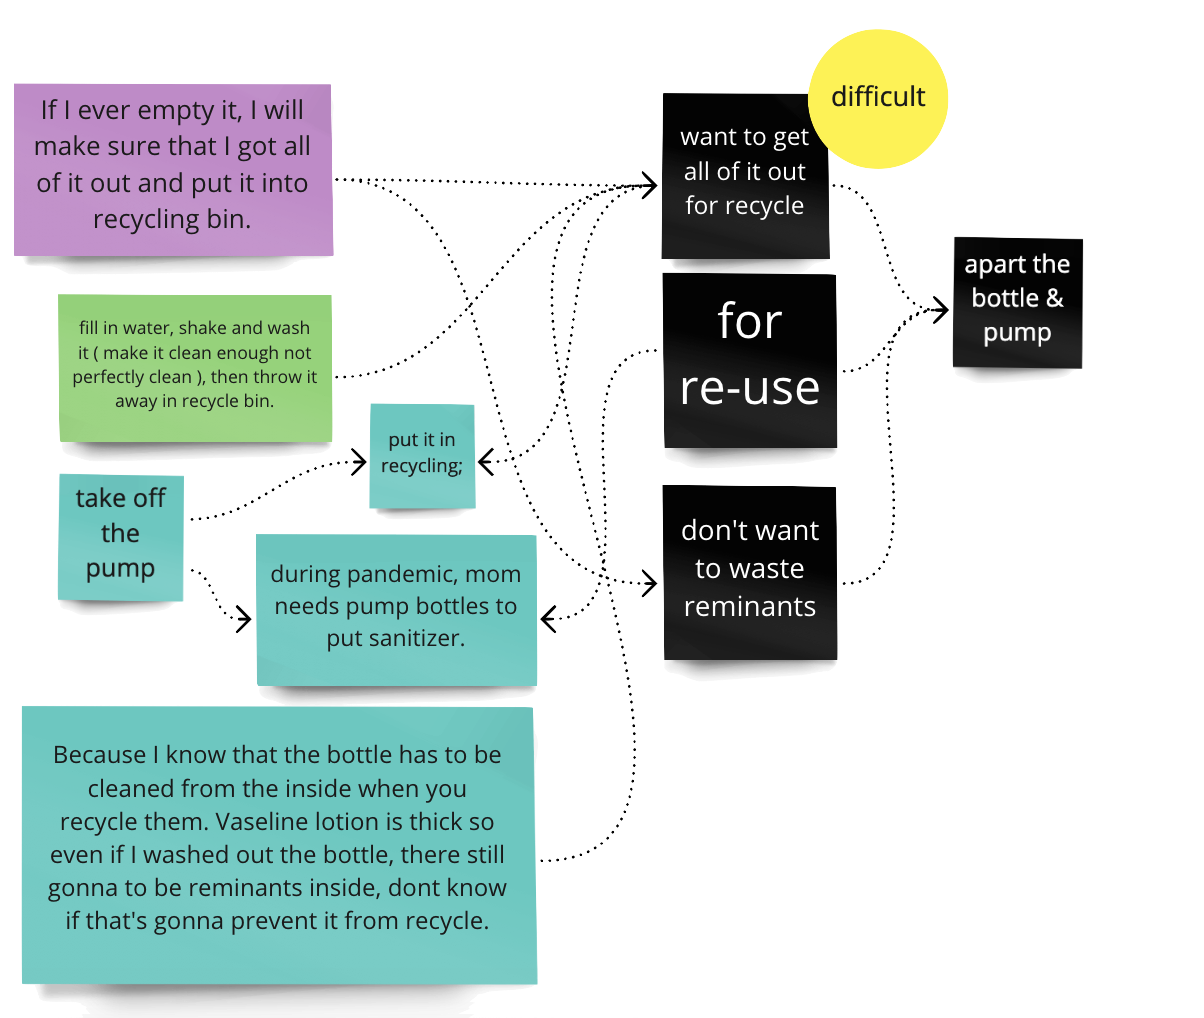 If I ever empty it, I will
make sure that I got all
of it out and put it into
recycling bin.
fill in water, shake and wash
it ( make it clean enough not
perfectly clean ), then throw it
away in recycle bin.
take off
the
pump
put it in
recycling;
during pandemic, mom
needs pump bottles to
put sanitizer.
Because I know that the bottle has to be
cleaned from the inside when you
recycle them. Vaseline lotion is thick so
even if I washed out the bottle, there still
gonna to be reminants inside, dont know
if that's gonna prevent it from recycle.
difficult
want to get
all of it out
for recycle
for
re-use
don't want
to waste
reminants
apart the
bottle &
pump